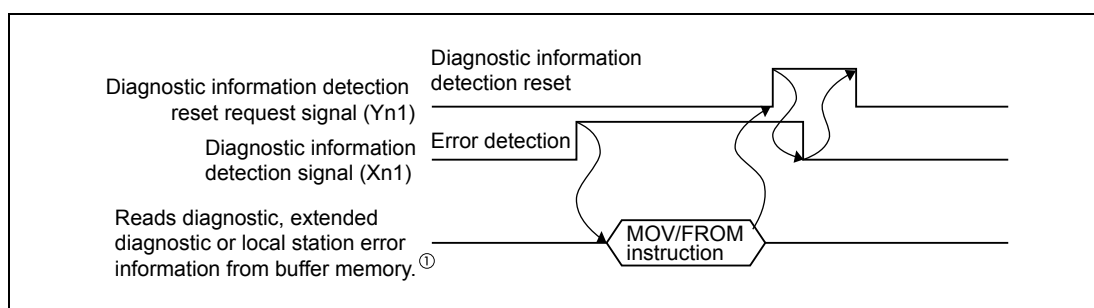 Diagnostic information
detection reset
Diagnostic information detection
reset request signal (Yn1)
Error detection
Diagnostic information
detection signal (Xn1)
Reads diagnostic, extended
diagnostic or local station error
information from buffer memory. ①
MOV/FROM
instruction